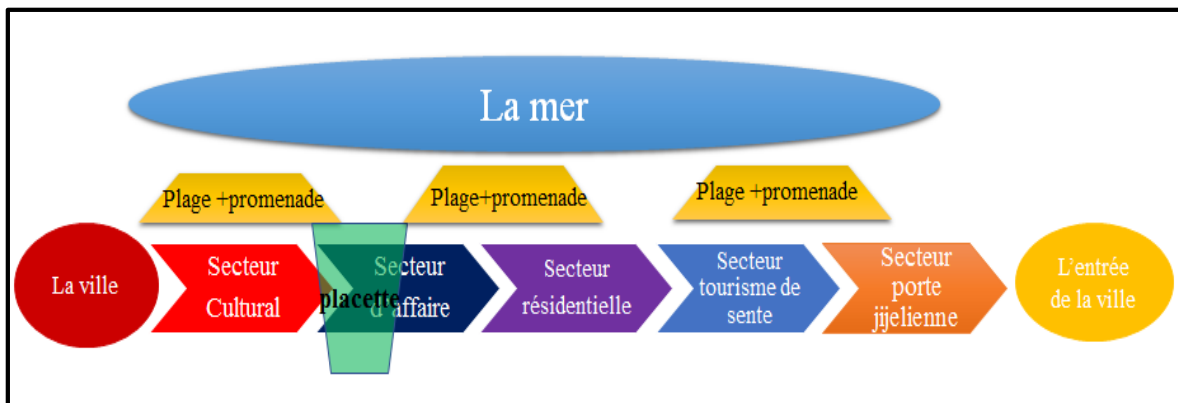 La mer
Plage +promenade
Plage+promenade
Plage +promenade
La ville
Secteur
Cultural
placette
Secteur
d'affaire
Secteur
résidentielle
Secteur
tourisme de
sente
Secteur
porte
jijelienne
L'entrée
de la ville